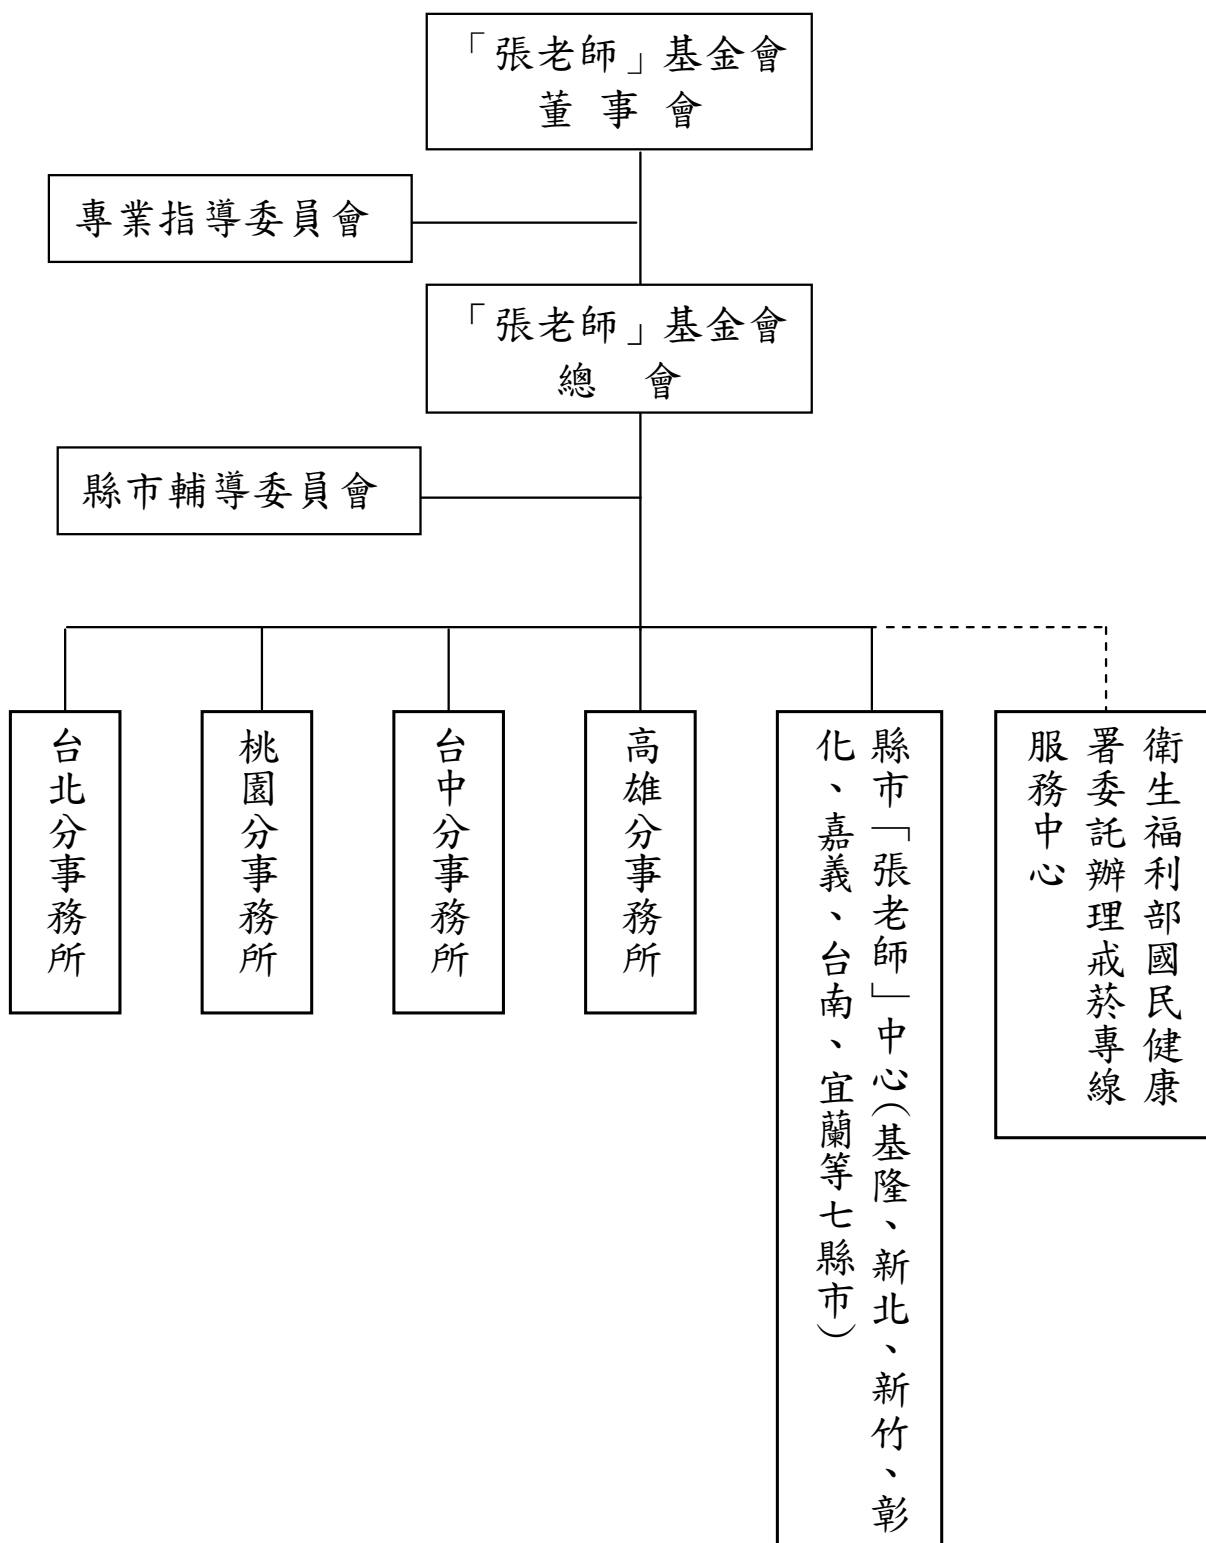 「張老師」基金會
董事會
專業指導委員會
「張老師」基金會
總會
縣市輔導委員會
台北分事務所
桃園分事務所
台中分事務所
高雄分事務所
縣市「張老師」中心(基隆、新北、新竹、彰
化、嘉義、台南、宜蘭等七縣市)
衛生福利部國民健康
署委託辦理戒菸專線
服務中心